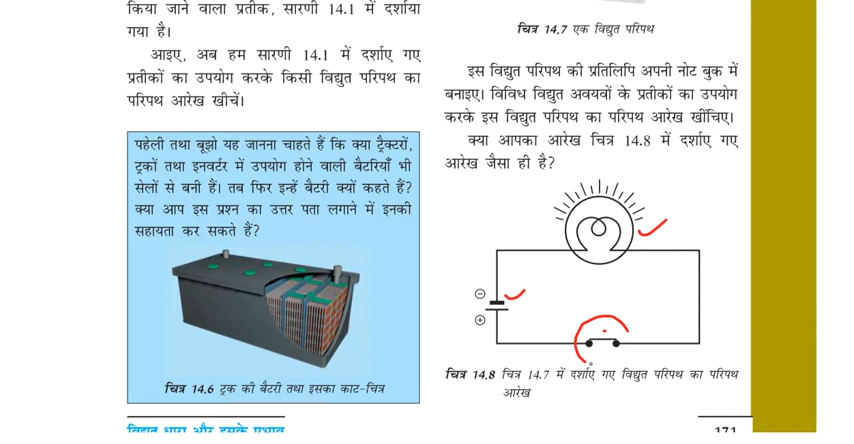 किया जाने वाला प्रतीक, सारणी 14.1 में दर्शाया
गया है।
आइए, अब हम सारणी 14.1 में दर्शाए गए
प्रतीकों का उपयोग करके किसी विद्युत परिपथ का
परिपथ आरेख खीचें।
पहेली तथा बूझो यह जानना चाहते हैं कि क्या ट्रैक्टरों,
ट्रकों तथा इनवर्टर में उपयोग होने वाली बैटरियाँ भी
सेलों से बनी हैं। तब फिर इन्हें बैटरी क्यों कहते हैं?
क्या आप इस प्रश्न का उत्तर पता लगाने में इनकी
सहायता कर सकते हैं?
चित्र 14.6 ट्रक की बैटरी तथा इसका काट-चित्र
विद्युत धारा और इसके प्रभाव
चित्र 14.7 एक विद्युत परिपथ
इस विद्युत परिपथ की प्रतिलिपि अपनी नोट बुक में
बनाइए। विविध विद्युत अवयवों के प्रतीकों का उपयोग
करके इस विद्युत परिपथ का परिपथ आरेख खींचिए।
क्या आपका आरेख चित्र 14.8 में दर्शाए गए
आरेख जैसा ही है?
−
+
चित्र 14.8 चित्र 14.7 में दर्शाए गए विद्युत परिपथ का परिपथ
आरेख
171